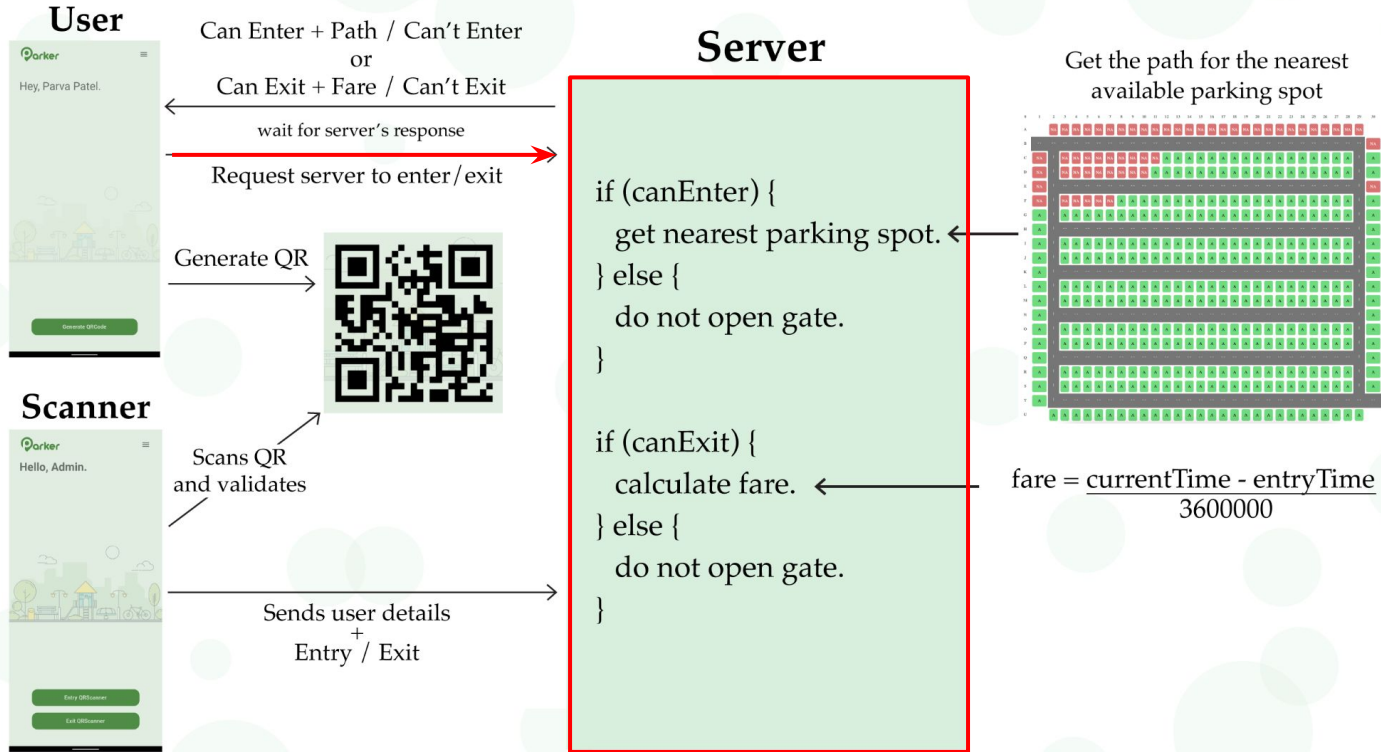 User
Parker
Hey, Parva Patel.
Generate QRCode
Can Enter + Path / Can't Enter
or
Can Exit + Fare / Can't Exit
wait for server's response
Request server to enter/exit
Generate QR
Scanner
Parker
Hello, Admin.
Entry QRScanner
Exit QRScanner
Scans QR
and validates
Sends user details
+
Entry / Exit
Server
if (canEnter) {
get nearest parking spot.
} else {
do not open gate.
}
if (canExit) {
calculate fare.
} else {
do not open gate.
}
Get the path for the nearest
available parking spot
fare = currentTime - entryTime
3600000